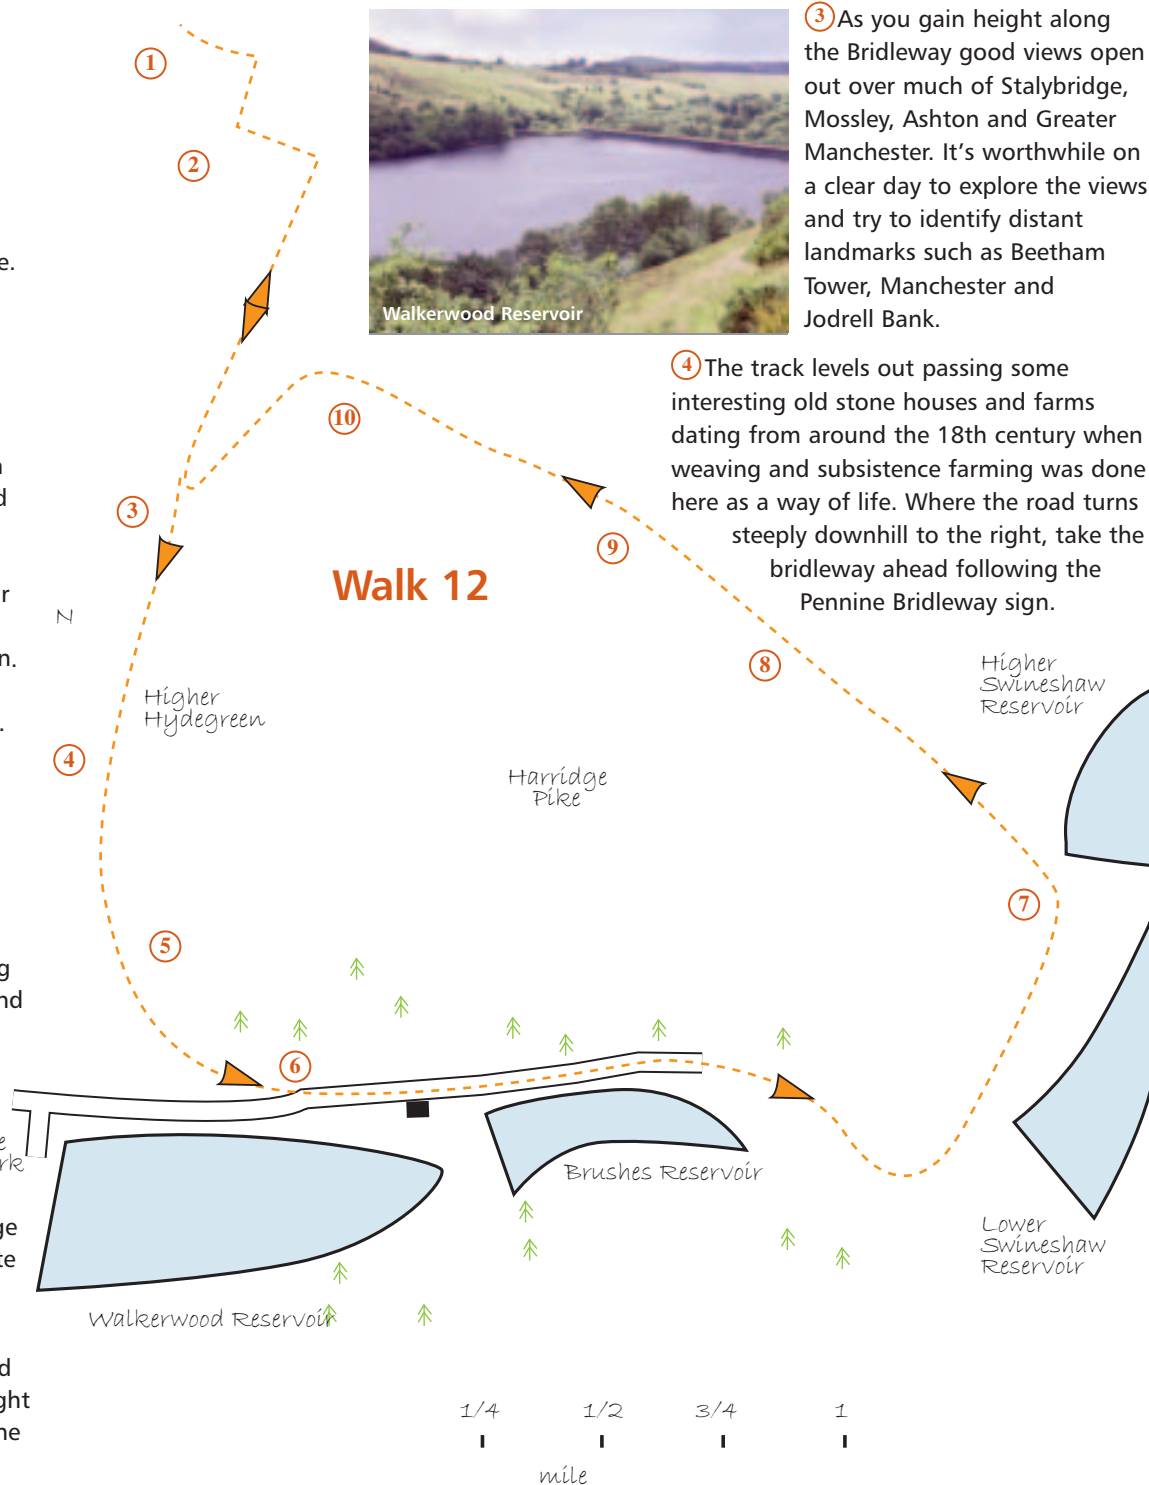 1
2
3 As you gain height along
the Bridleway good views open
out over much of Stalybridge,
Mossley, Ashton and Greater
Manchester. It's worthwhile on
a clear day to explore the views
and try to identify distant
landmarks such as Beetham
Tower, Manchester and
Jodrell Bank.
Walkerwood Reservoir
4 The track levels out passing some
interesting old stone houses and farms
dating from around the 18th century when
weaving and subsistence farming was done
here as a way of life. Where the road turns
steeply downhill to the right, take the
bridleway ahead following the
Pennine Bridleway sign.
10
3
9
Walk 12
N
8
Higher
Hydegreen
Higher
Swineshaw
Reservoir
4
Harridge
Pike
7
5
6
Brushes Reservoir
Lower
Swineshaw
Reservoir
Walkerwood Reservoir
1/4 1/2 3/4 1
mile